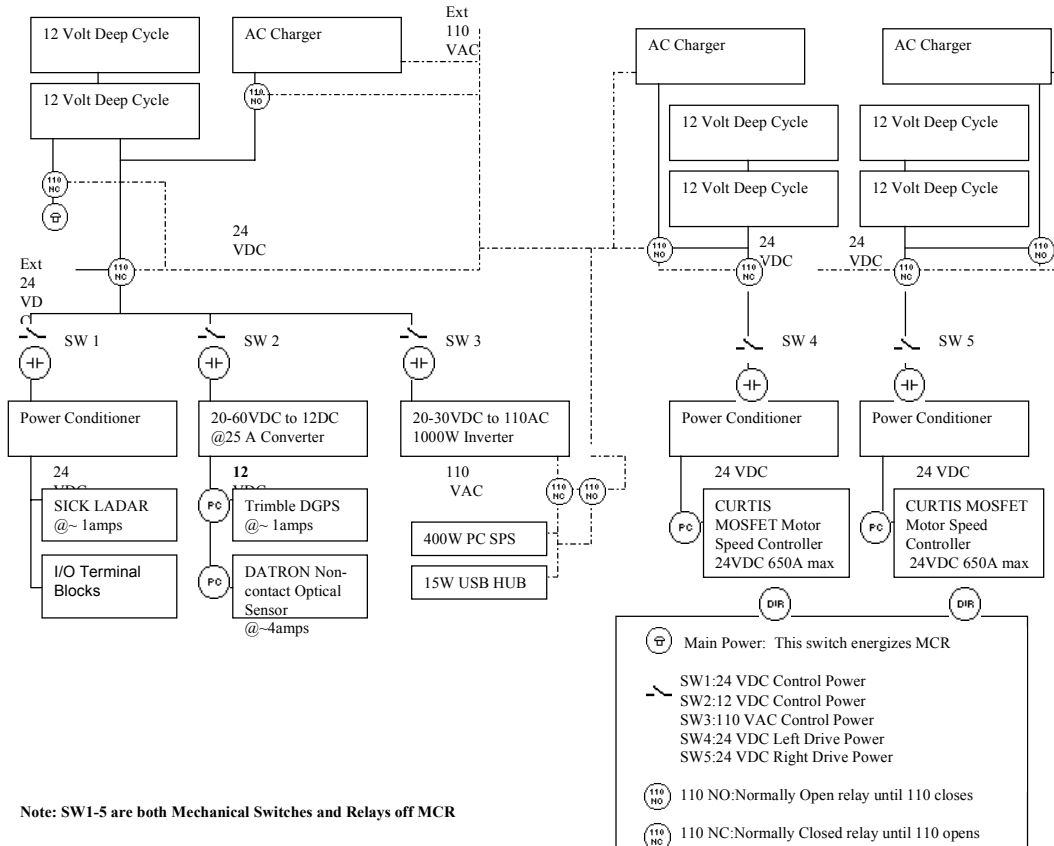 12 Volt Deep Cycle
AC Charger
Ext
110
VAC
AC Charger
AC Charger
12 Volt Deep Cycle
12 Volt Deep Cycle
12 Volt Deep Cycle
12 Volt Deep Cycle
12 Volt Deep Cycle
110
NO
110
NC
24
VDC
110
NO
24
VDC
24
VDC
110
NO
Ext
24
VD
C
110
NC
110
NC
110
NC
SW 1
SW 2
SW 3
SW 4
SW 5
Power Conditioner
20-60VDC to 12DC
@25 A Converter
20-30VDC to 110AC
1000W Inverter
Power Conditioner
Power Conditioner
24
VDC
12
VDC
110
VAC
24 VDC
24 VDC
SICK LADAR
@~ 1amps
PC
Trimble DGPS
@~ 1amps
110
NC
110
NO
400W PC SPS
15W USB HUB
PC
CURTIS
MOSFET Motor
Speed Controller
24VDC 650A max
PC
CURTIS MOSFET
Motor Speed
Controller
24VDC 650A max
I/O Terminal
Blocks
PC
DATRON Non-
contact Optical
Sensor
@~4amps
DIR
DIR
Main Power: This switch energizes MCR
SW1:24 VDC Control Power
SW2:12 VDC Control Power
SW3:110 VAC Control Power
SW4:24 VDC Left Drive Power
SW5:24 VDC Right Drive Power
110
NO
110 NO:Normally Open relay until 110 closes
110
NC
110 NC:Normally Closed relay until 110 opens
Note: SW1-5 are both Mechanical Switches and Relays off MCR